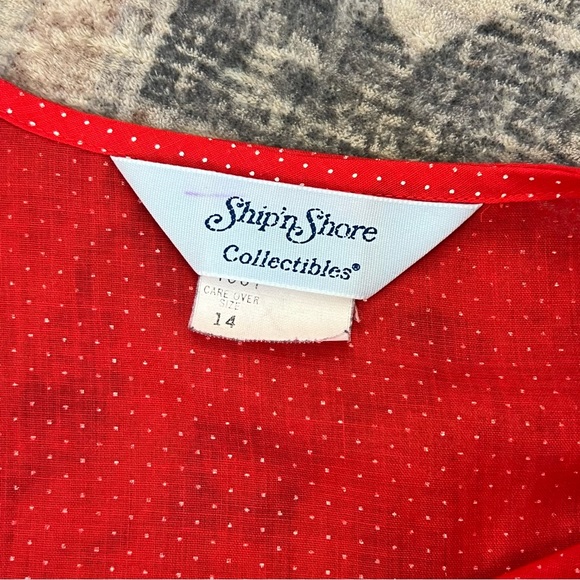 Ship'n Shore
Collectibles®
CARE OVER
SIZE
14